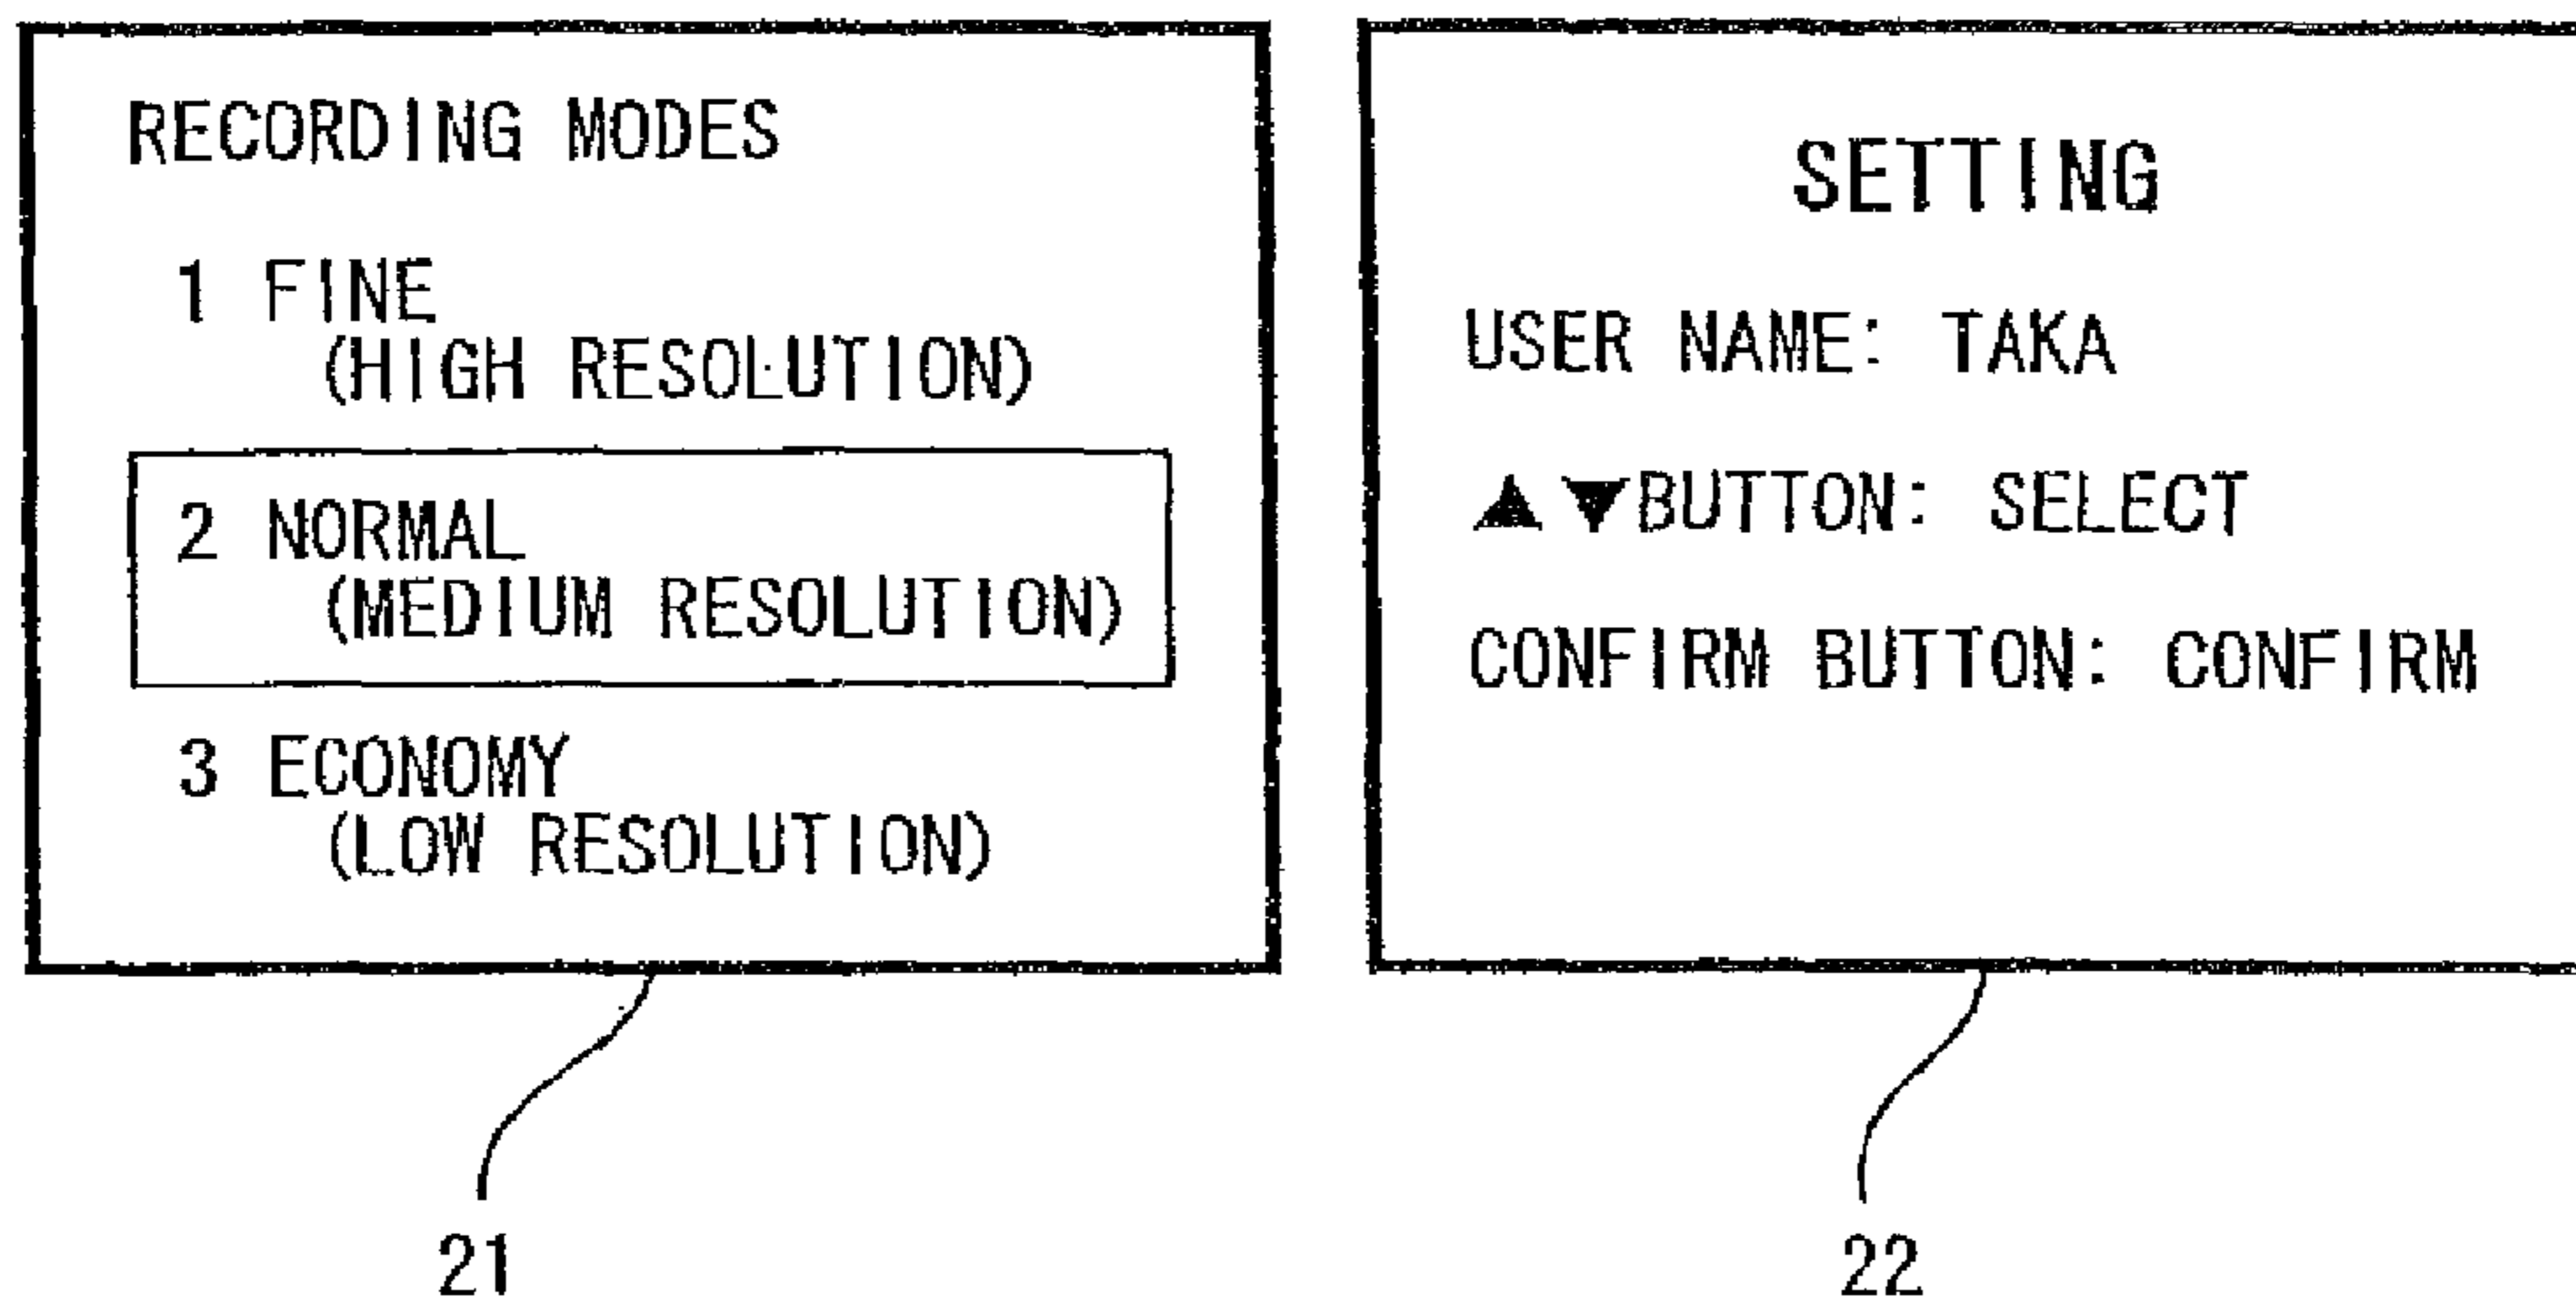 RECORDING MODES
1 FINE
(HIGH RESOLUTION)
2 NORMAL
(MEDIUM RESOLUTION)
3 ECONOMY
(LOW RESOLUTION)
21
SETTING
USER NAME: TAKA
▲▼BUTTON: SELECT
CONFIRM BUTTON: CONFIRM
22